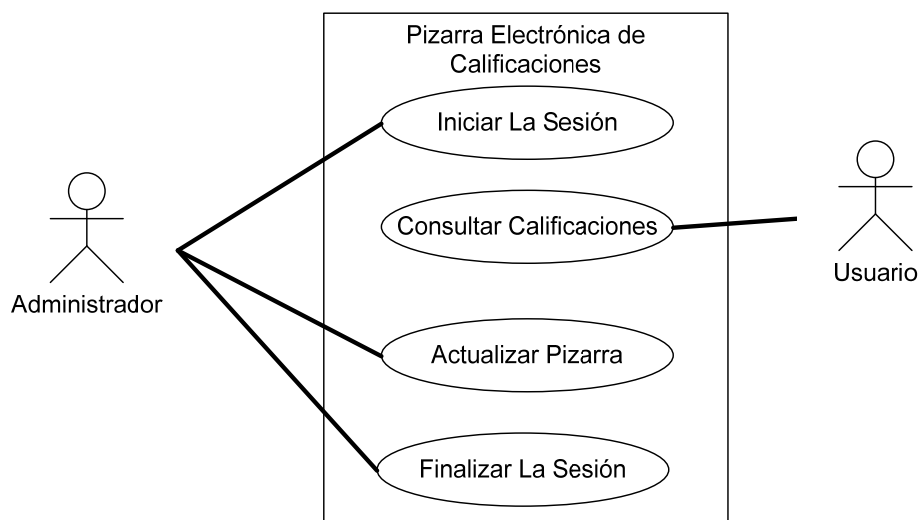 Pizarra Electrónica de
Calificaciones
Iniciar La Sesión
Consultar Calificaciones
Usuario
Administrador
Actualizar Pizarra
Finalizar La Sesión